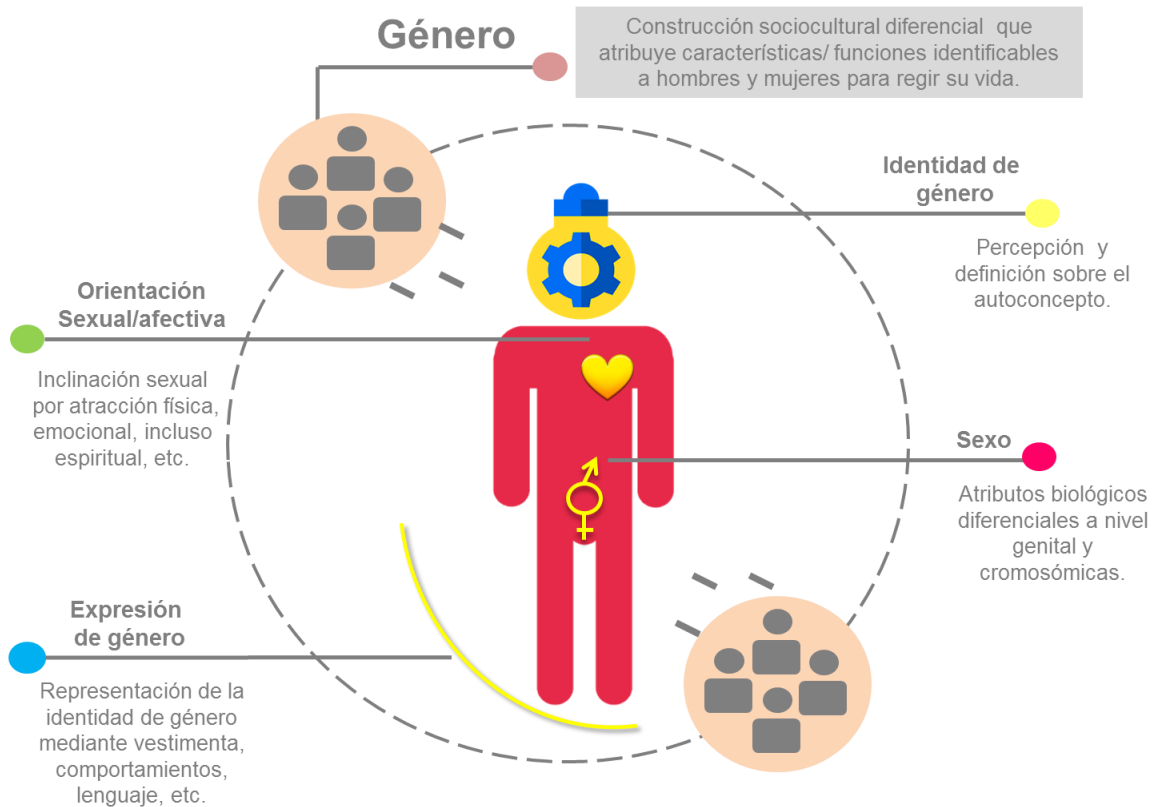 Género
Construcción sociocultural diferencial que
atribuye características/ funciones identificables
a hombres y mujeres para regir su vida.
Identidad de
género
Percepción y
definición sobre el
autoconcepto.
Orientación
Sexual/afectiva
Inclinación sexual
por atracción física,
emocional, incluso
espiritual, etc.
Sexo
Atributos biológicos
diferenciales a nivel
genital y
cromosómicas.
Expresión
de género
Representación de la
identidad de género
mediante vestimenta,
comportamientos,
lenguaje, etc.